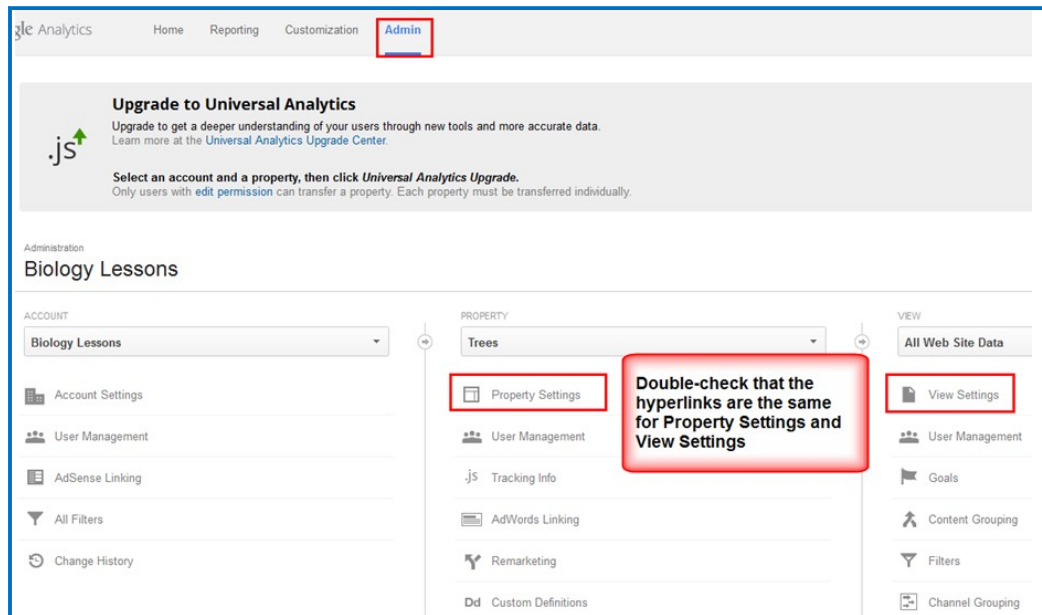 gle Analytics Home Reporting Customization Admin
Upgrade to Universal Analytics
Upgrade to get a deeper understanding of your users through new tools and more accurate data.
Learn more at the Universal Analytics Upgrade Center.
.js
Select an account and a property, then click Universal Analytics Upgrade.
Only users with edit permission can transfer a property. Each property must be transferred individually.
Administration
Biology Lessons
ACCOUNT
Biology Lessons
Account Settings
User Management
AdSense Linking
All Filters
Change History
PROPERTY
Trees
Property Settings
User Management
.js Tracking Info
AdWords Linking
Remarketing
Dd Custom Definitions
Double-check that the
hyperlinks are the same
for Property Settings and
View Settings
VIEW
All Web Site Data
View Settings
User Management
Goals
Content Grouping
Filters
Channel Grouping